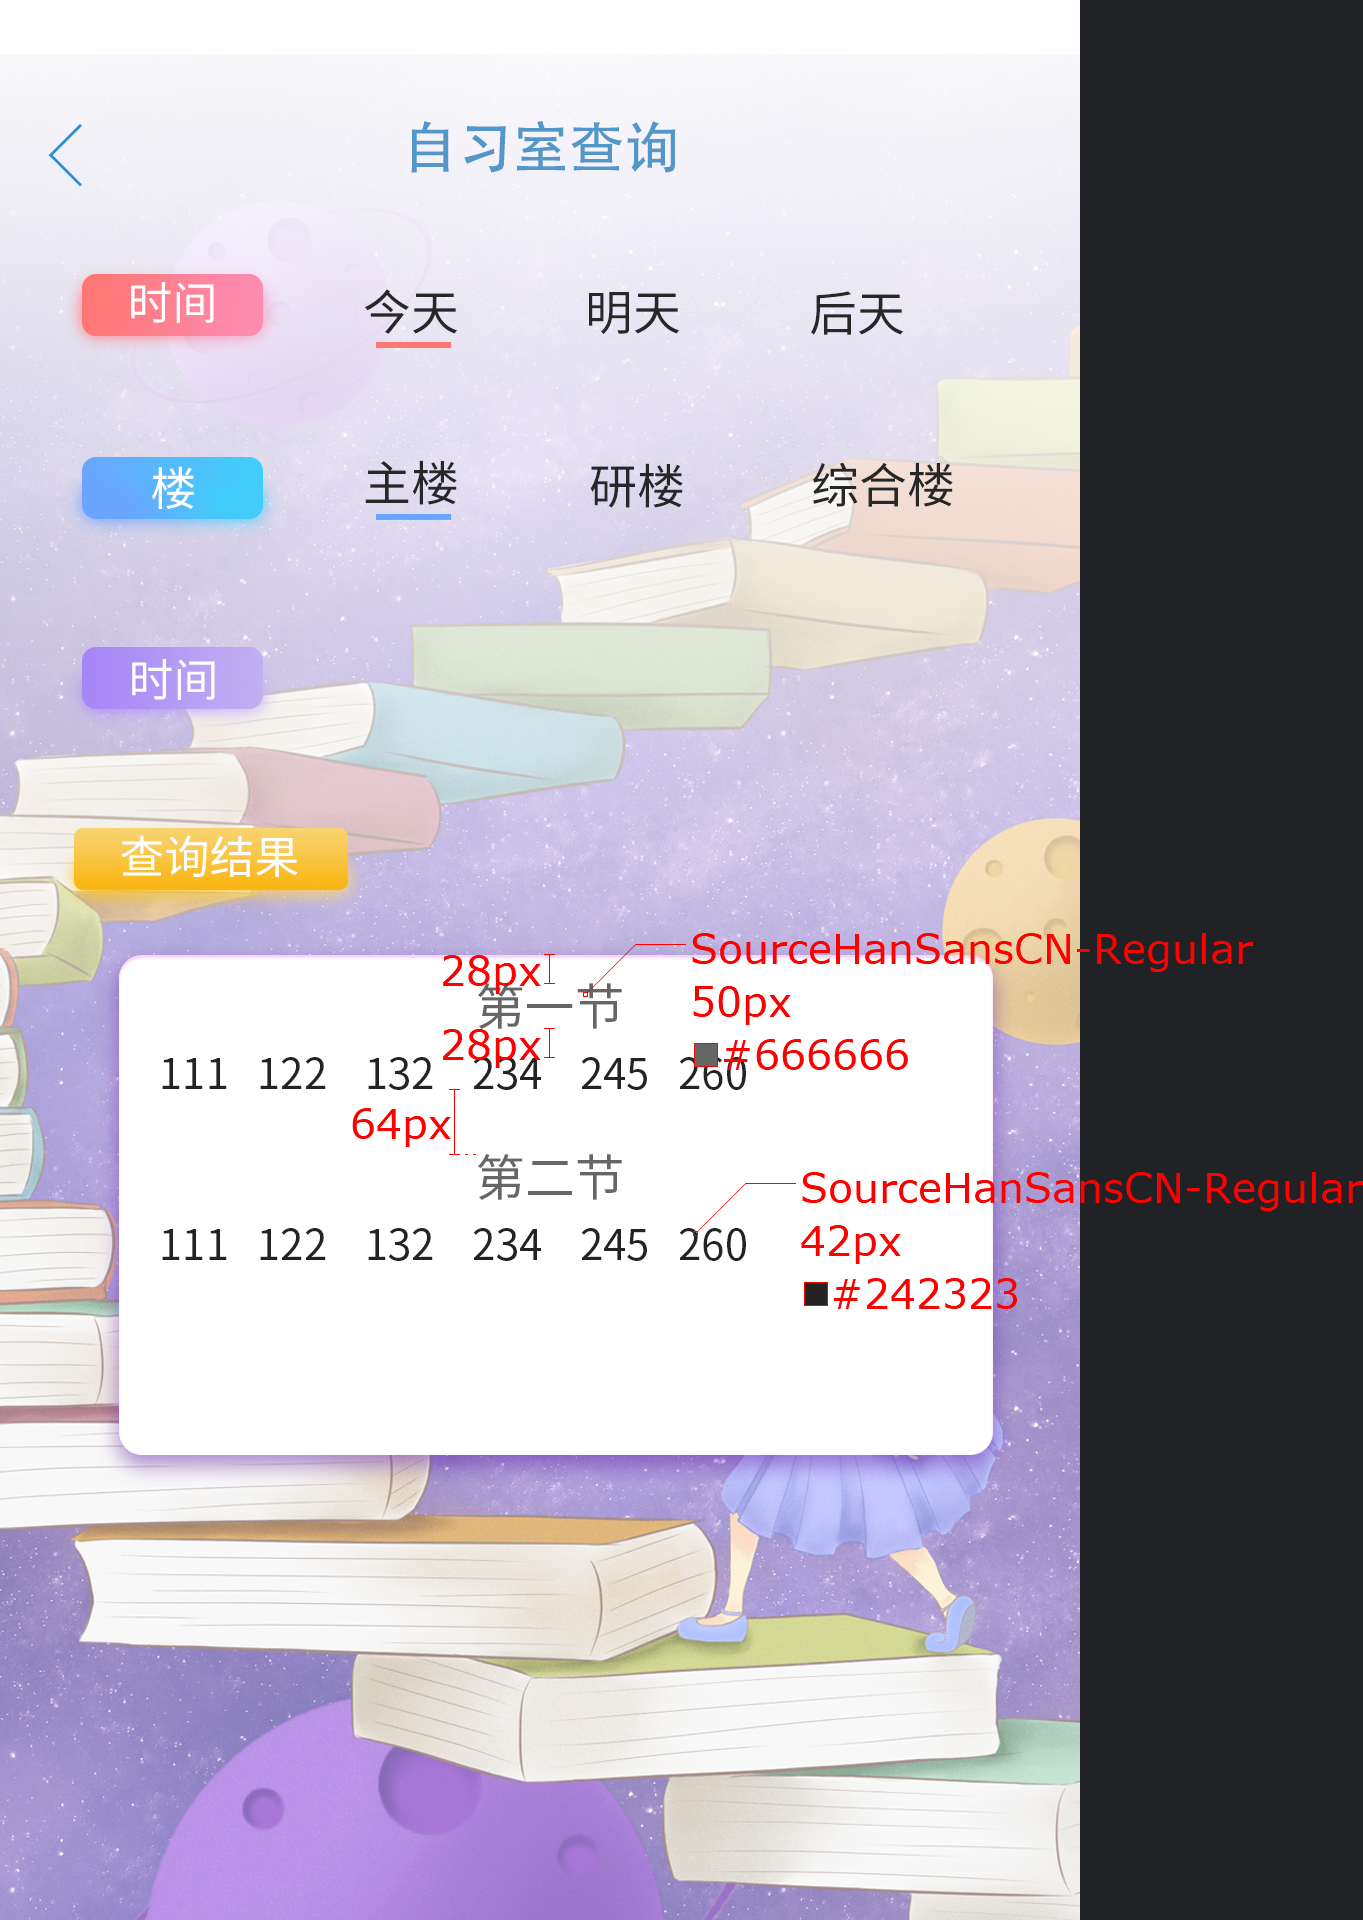 自习室查询
时间 今天 明天 后天
楼 主楼 研楼 综合楼
时间
查询结果
28px
SourceHanSansCN-Regular
50px
#666666
第一节
28px
111 122 132 234 245 260
64px
第二节
SourceHanSansCN-Regular
42px
#242323
111 122 132 234 245 260